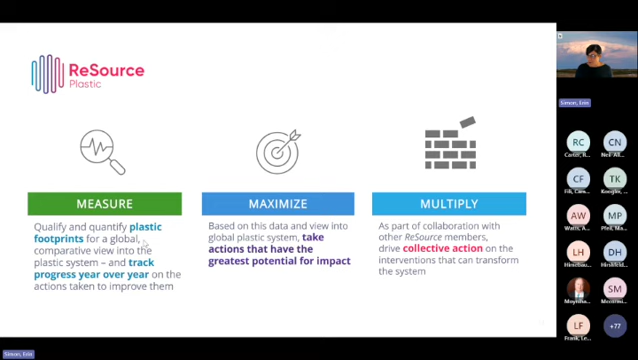 ReSource
Plastic
MEASURE
Qualify and quantify plastic
footprints for a global,
comparative view into the
plastic system – and track
progress year over year on the
actions taken to improve them
MAXIMIZE
Based on this data and view into
global plastic system, take
actions that have the
greatest potential for impact
MULTIPLY
As part of collaboration with
other ReSource members,
drive collective action on the
interventions that can transform
the system
Simon, Erin
RC
Carter, R...
CN
CF
TK
AW
Watts, A...
MP
LH
DH
SM
LF
Frank, Le...
+77
Simon, Erin